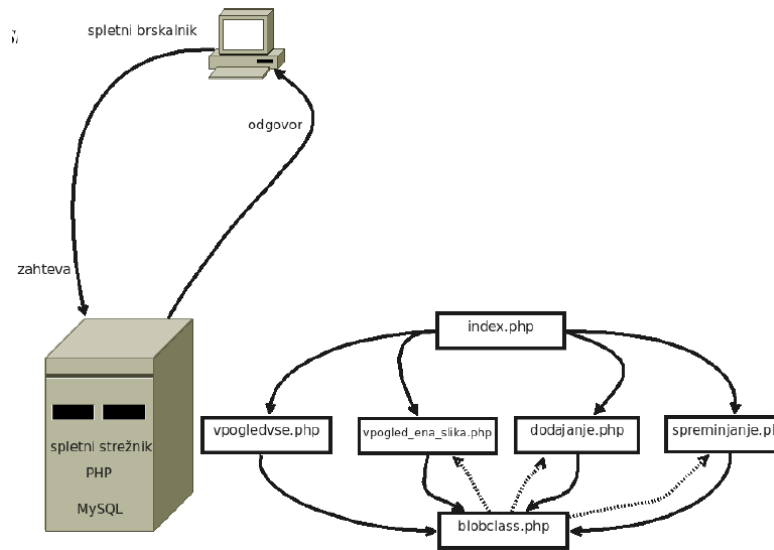 spletni brskalnik
odgovor
zahteva
spletni strežnik
PHP
MySQL
index.php
vpogledvse.php
vpogled_ena_slika.php
dodajanje.php
blobclass.php